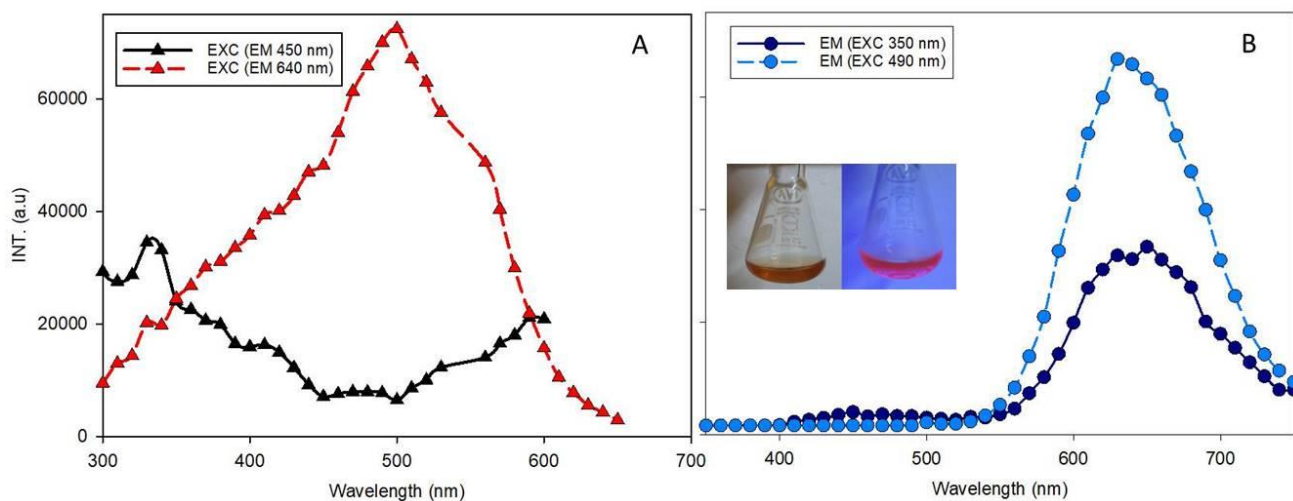 EXC (EM 450 nm)
EXC (EM 640 nm)
A
INT. (a.u)
60000
40000
20000
0
300
400
500
600
700
Wavelength (nm)
EM (EXC 350 nm)
EM (EXC 490 nm)
B
400
500
600
700
Wavelength (nm)